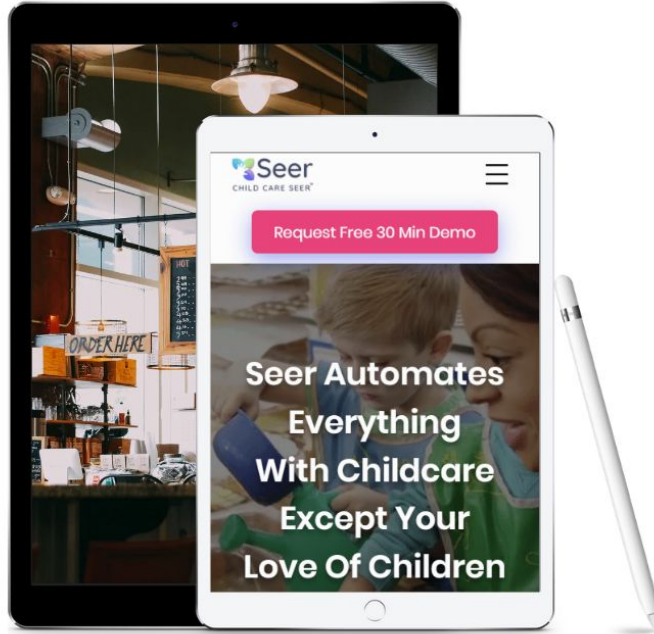 HOT
ORDER HERE
Seer
CHILD CARE SEER
Request Free 30 Min Demo
Seer Automates
Everything
With Childcare
Except Your
Love Of Children